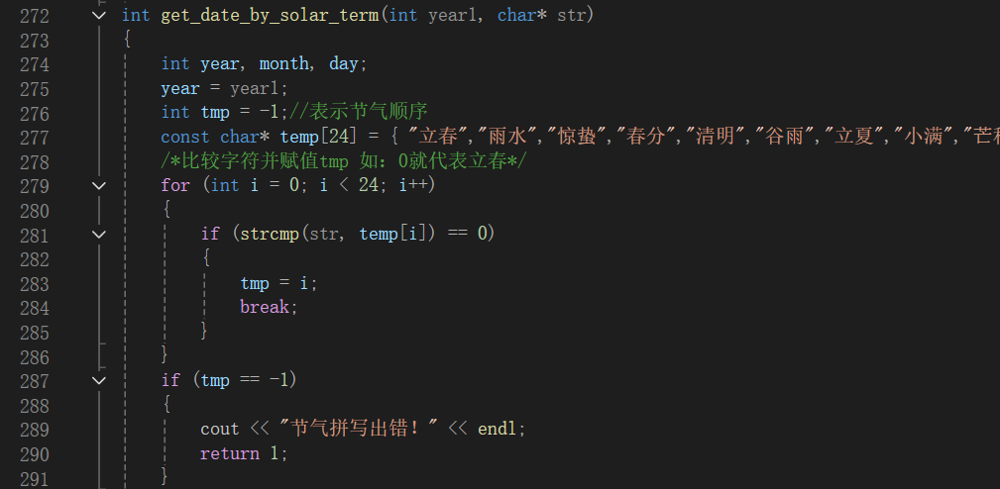 272 int get_date_by_solar_term(int year1, char* str)
273 {
274 int year, month, day;
275 year = year1;
276 int tmp = -1;//表示节气顺序
277 const char* temp[24] = { "立春","雨水","惊蛰","春分","清明","谷雨","立夏","小满","芒种
278 /*比较字符并赋值tmp 如：0就代表立春*/
279 for (int i = 0; i < 24; i++)
280 {
281 if (strcmp(str, temp[i]) == 0)
282 {
283 tmp = i;
284 break;
285 }
286 }
287 if (tmp == -1)
288 {
289 cout << "节气拼写出错！" << endl;
290 return 1;
291 }